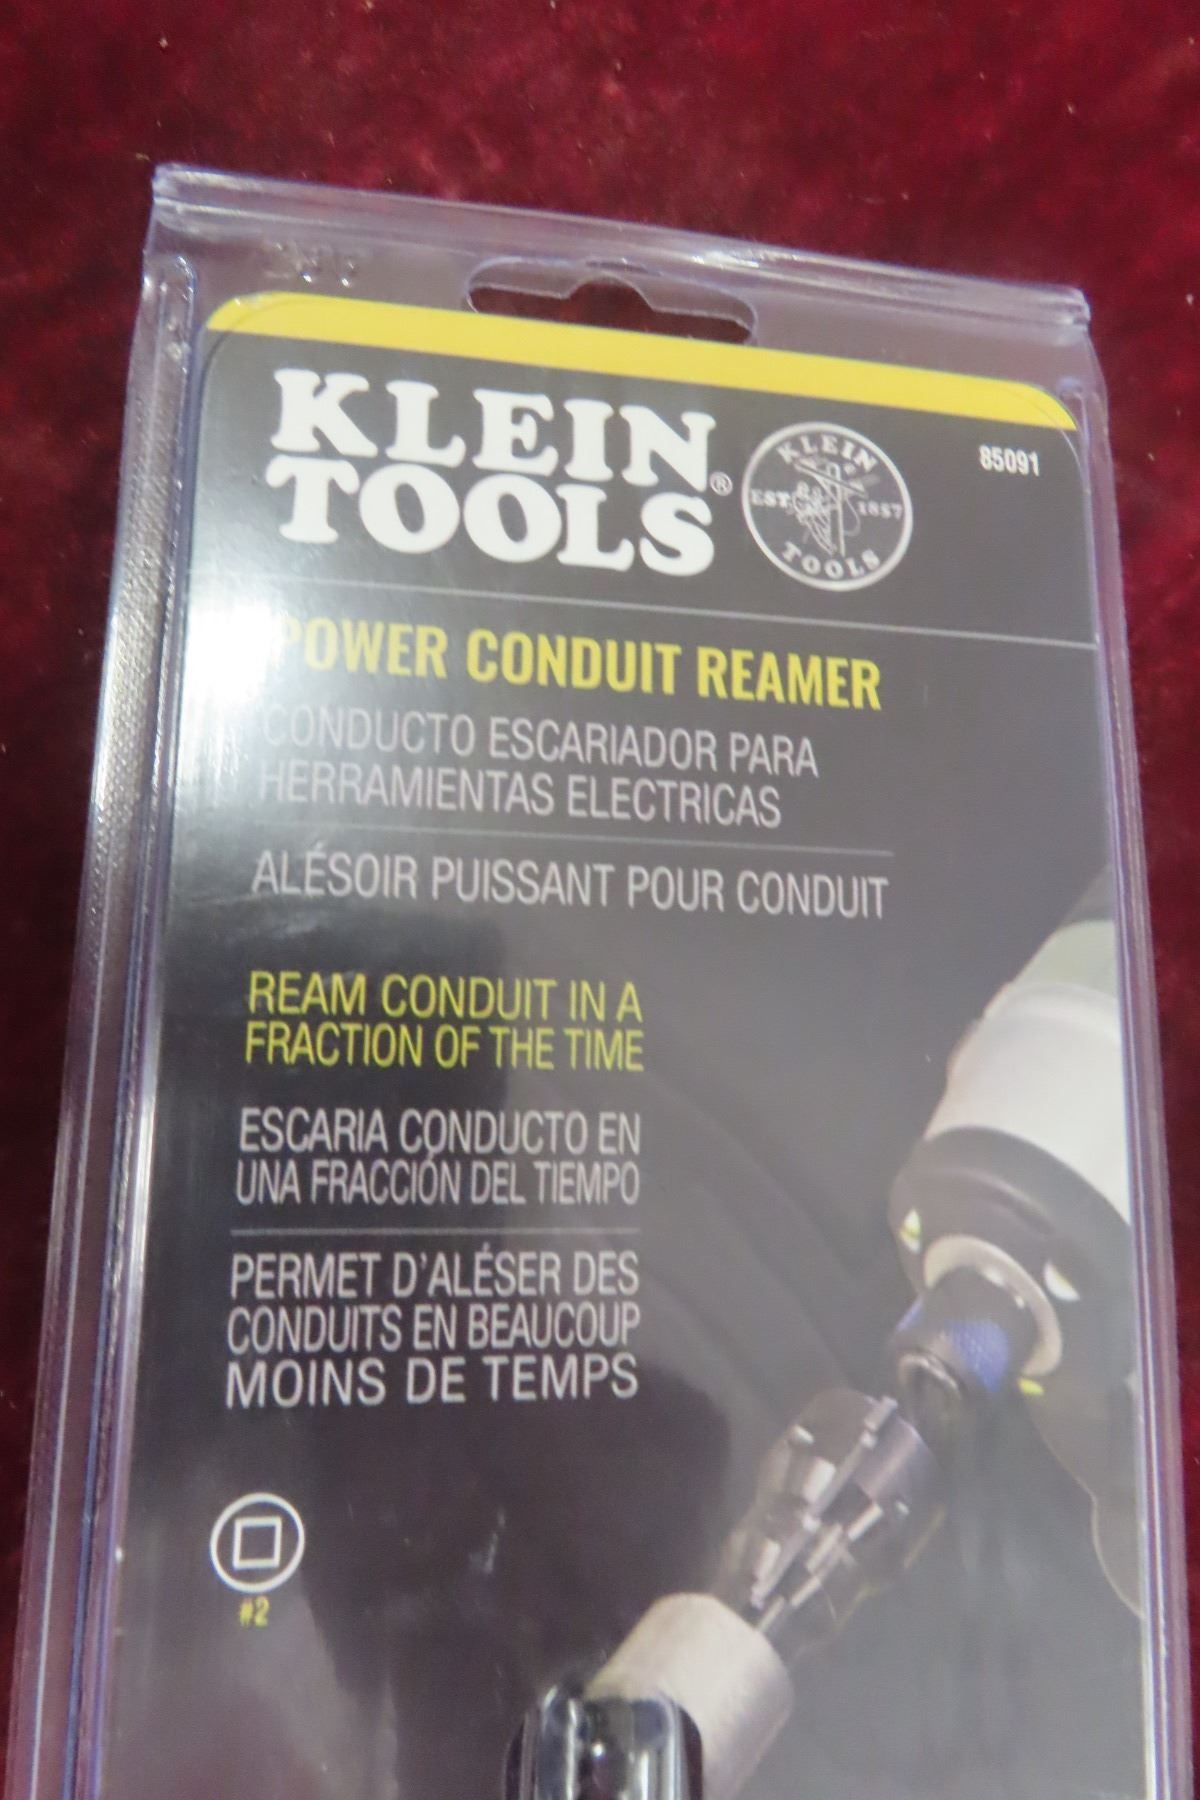 KLEIN
TOOLS®
KLEIN
EST. 1857
TOOLS
85091
POWER CONDUIT REAMER
CONDUCTO ESCARIADOR PARA
HERRAMIENTAS ELECTRICAS
ALÉSOIR PUISSANT POUR CONDUIT
REAM CONDUIT IN A
FRACTION OF THE TIME
ESCARIA CONDUCTO EN
UNA FRACCIÓN DEL TIEMPO
PERMET D'ALÉSER DES
CONDUITS EN BEAUCOUP
MOINS DE TEMPS
#2